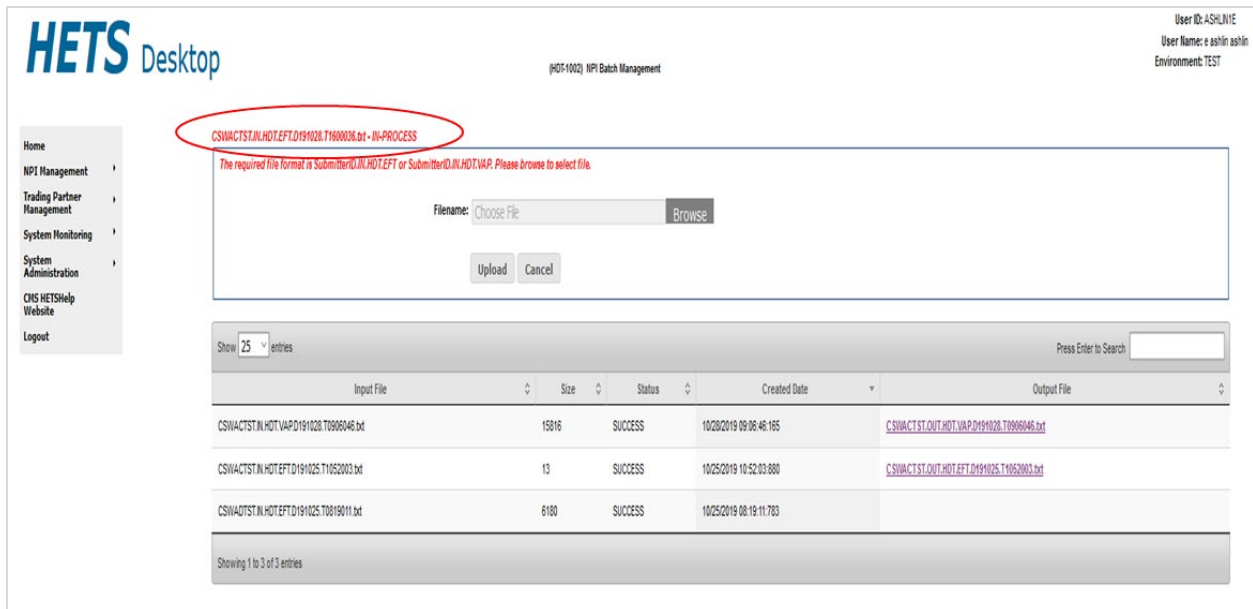 HETS Desktop
(HDT-1002) NPI Batch Management
User ID: ASHLIN1E
User Name: e ashlin ashlin
Environment: TEST
Home
NPI Management
Trading Partner
Management
System Monitoring
System
Administration
CMS HETSHelp
Website
Logout
CSWACTST.IN.HDT.EFT.D191028.T1600036.txt - IN-PROCESS
The required file format is SubmitterID.IN.HDT.EFT or SubmitterID.IN.HDT.VAP. Please browse to select file.
Filename: Choose File Browse
Upload Cancel
Show 25 entries Press Enter to Search
Input File Size Status Created Date Output File
CSWACTST.IN.HDT.VAP.D191028.T0906046.txt 15816 SUCCESS 10/28/2019 09:06:46:165 CSWACTST.OUT.HDT.VAP.D191028.T0906046.txt
CSWACTST.IN.HDT.EFT.D191025.T1052003.txt 13 SUCCESS 10/25/2019 10:52:03:880 CSWACTST.OUT.HDT.EFT.D191025.T1052003.txt
CSWADTST.IN.HDT.EFT.D191025.T0819011.txt 6180 SUCCESS 10/25/2019 08:19:11:783
Showing 1 to 3 of 3 entries